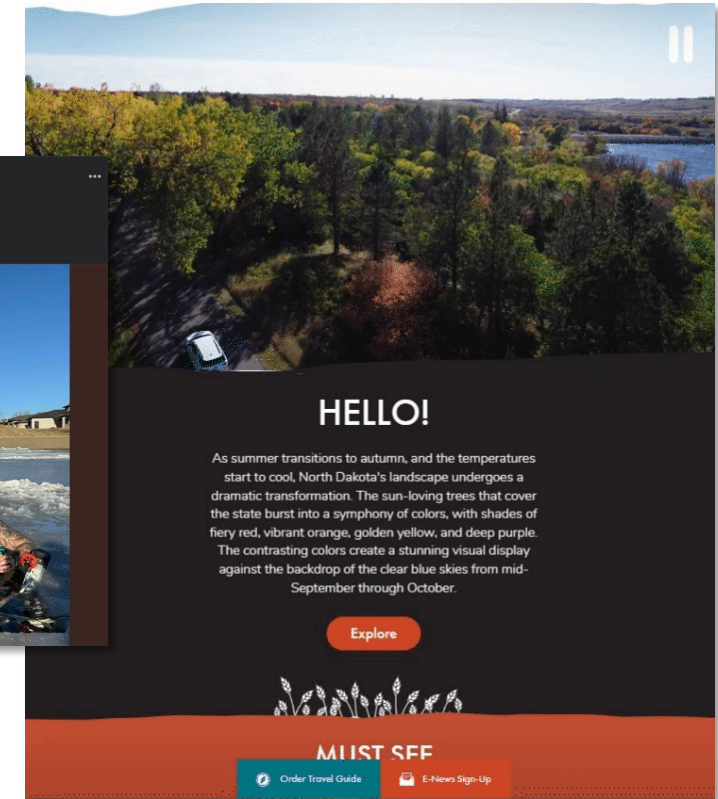 HELLO!
As summer transitions to autumn, and the temperatures
start to cool, North Dakota's landscape undergoes a
dramatic transformation. The sun-loving trees that cover
the state burst into a symphony of colors, with shades of
fiery red, vibrant orange, golden yellow, and deep purple.
The contrasting colors create a stunning visual display
against the backdrop of the clear blue skies from mid-
September through October.
Explore
MUST SEE
Order Travel Guide
E-News Sign-Up